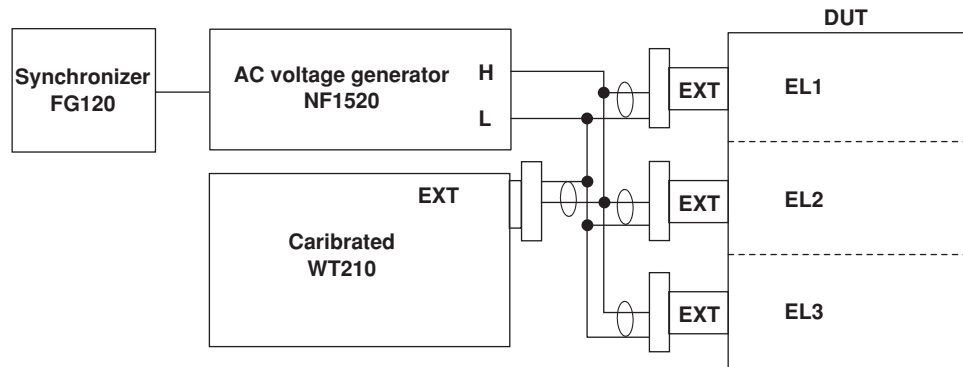 DUT
Synchronizer
FG120
AC voltage generator
NF1520
H
L
EXT
EL1
EXT
Caribrated
WT210
EXT
EL2
EXT
EL3